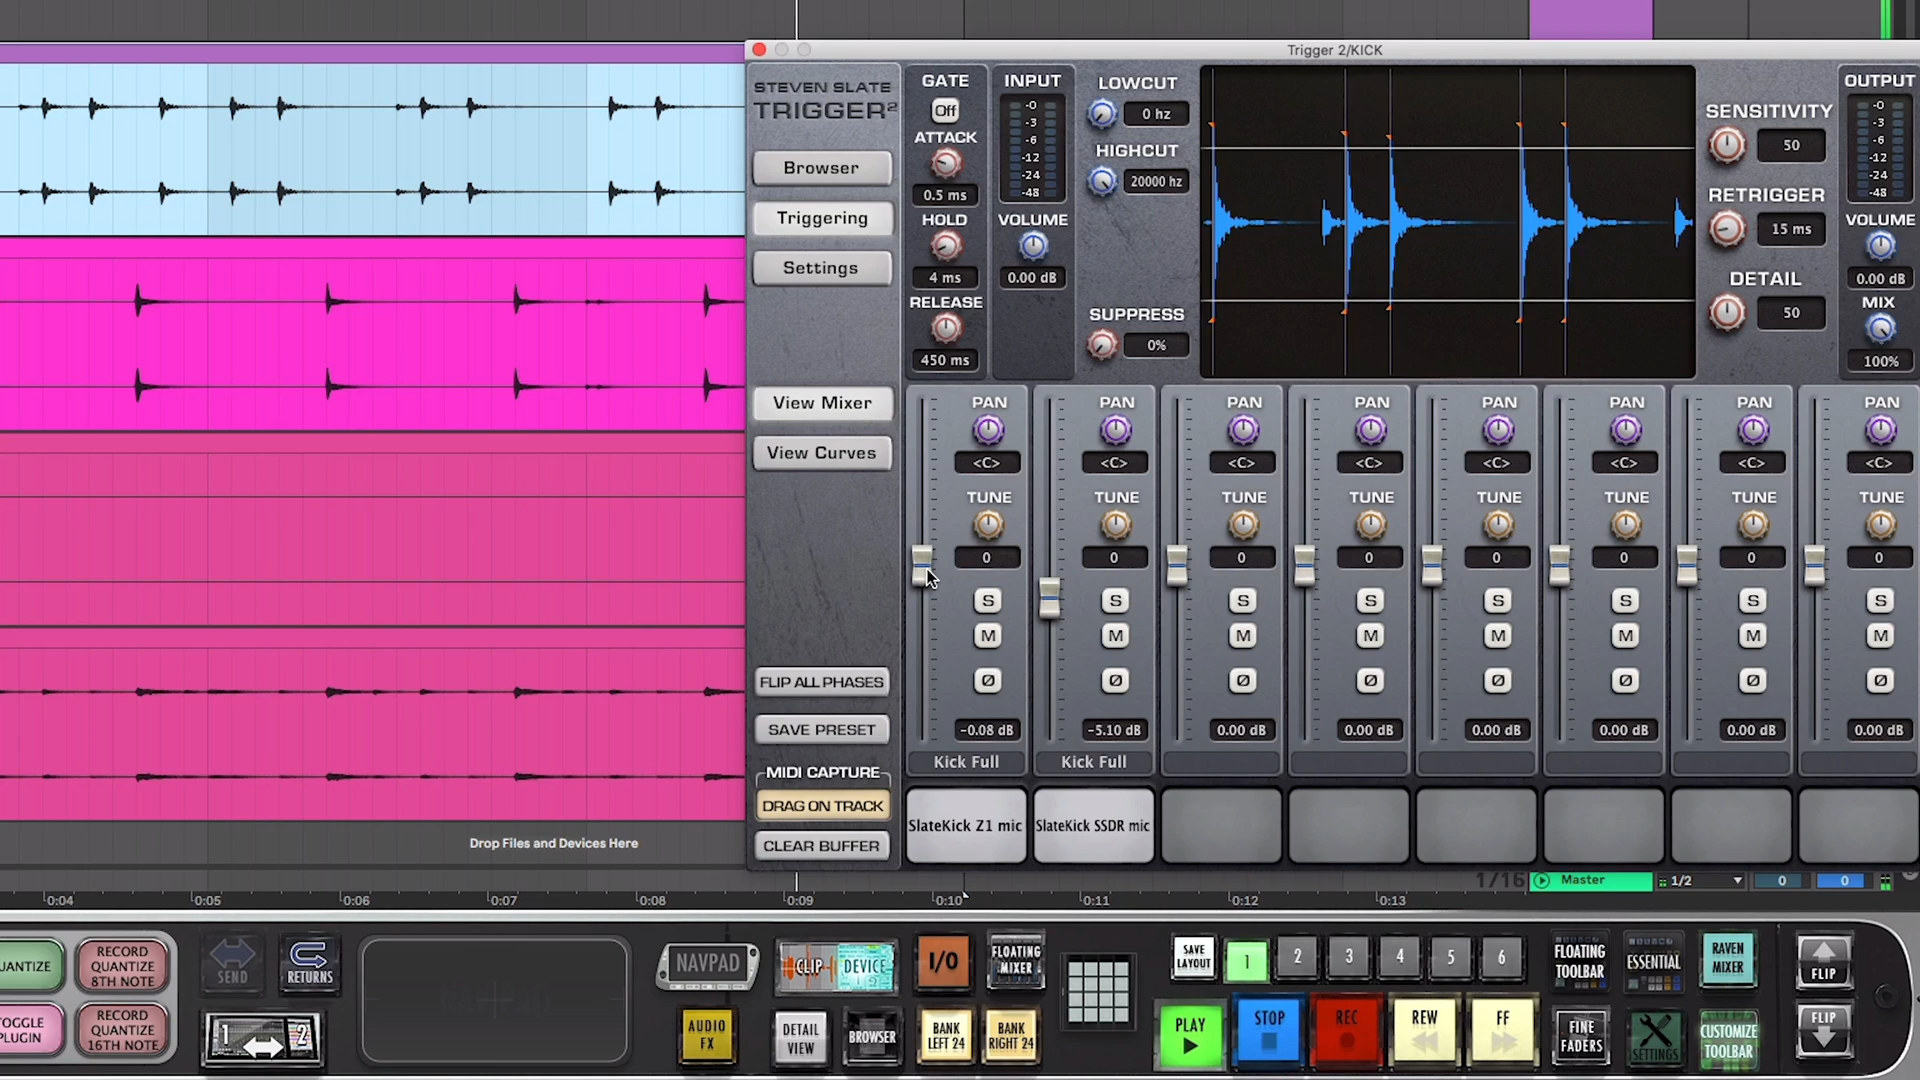 Trigger 2/KICK
STEVEN SLATE
TRIGGER²
Browser
Triggering
Settings
View Mixer
View Curves
FLIP ALL PHASES
SAVE PRESET
MIDI CAPTURE
DRAG ON TRACK
CLEAR BUFFER
GATE
Off
ATTACK
0.5 ms
HOLD
4 ms
RELEASE
450 ms
INPUT
-0
-3
-6
-12
-24
-48
VOLUME
0.00 dB
LOWCUT
0 hz
HIGHCUT
20000 hz
SUPPRESS
0%
SENSITIVITY
50
RETRIGGER
15 ms
DETAIL
50
OUTPUT
-0
-3
-6
-12
-24
-48
VOLUME
0.00 dB
MIX
100%
PAN PAN PAN PAN PAN PAN PAN PAN
<C> <C> <C> <C> <C> <C> <C> <C>
TUNE TUNE TUNE TUNE TUNE TUNE TUNE TUNE
0 0 0 0 0 0 0 0
S S S S S S S S
M M M M M M M M
Ø Ø Ø Ø Ø Ø Ø Ø
-0.08 dB -5.10 dB 0.00 dB 0.00 dB 0.00 dB 0.00 dB 0.00 dB 0.00 dB
Kick Full Kick Full
SlateKick Z1 mic SlateKick SSDR mic
Drop Files and Devices Here
1/16 Master 1/2 0 0
0:04 0:05 0:06 0:07 0:08 0:09 0:10 0:11 0:12 0:13
UANTIZE
RECORD
QUANTIZE
8TH NOTE
OGGLE
PLUGIN
RECORD
QUANTIZE
16TH NOTE
SEND
RETURNS
1 2
NAVPAD
AUDIO
FX
CLIP DEVICE
DETAIL
VIEW
BROWSER
I/O
FLOATING
MIXER
BANK
LEFT 24
BANK
RIGHT 24
SAVE
LAYOUT
1 2 3 4 5 6
PLAY
STOP
REC
REW
FF
FLOATING
TOOLBAR
ESSENTIAL
RAVEN
MIXER
FINE
FADERS
SETTINGS
CUSTOMIZE
TOOLBAR
FLIP
FLIP